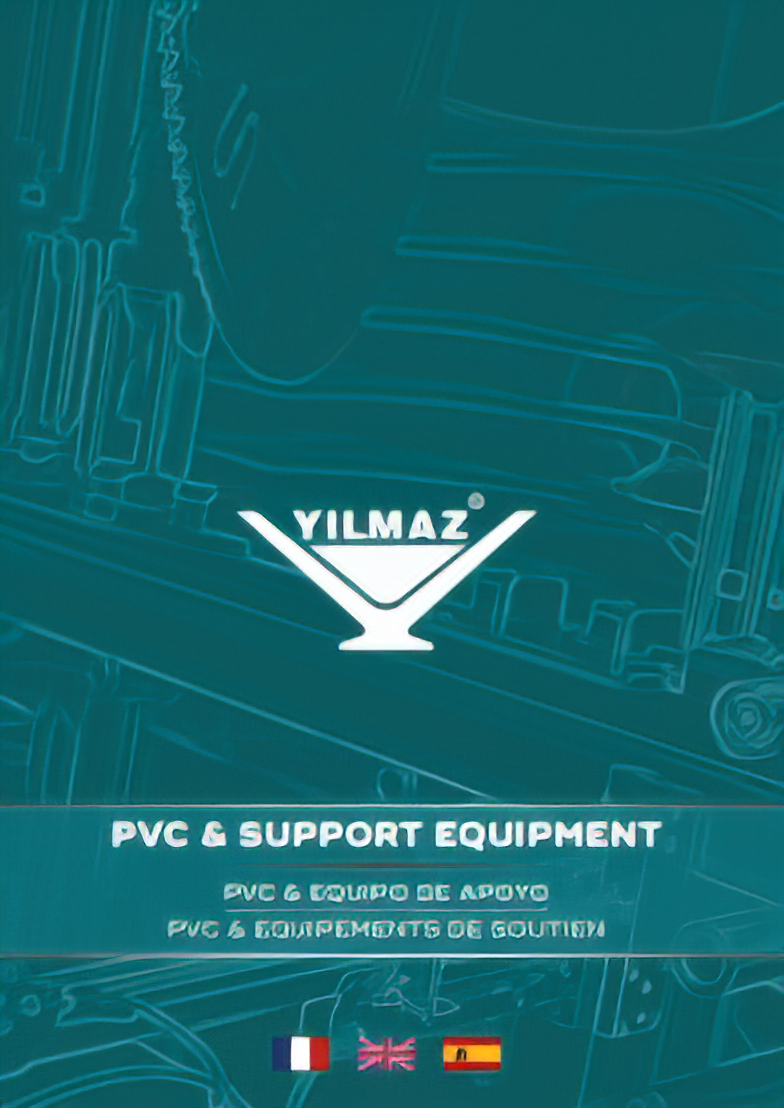 YILMAZ®
PVC & SUPPORT EQUIPMENT
PVC & EQUIPO DE APOYO
PVC & EQUIPEMENTS DE SOUTIEN